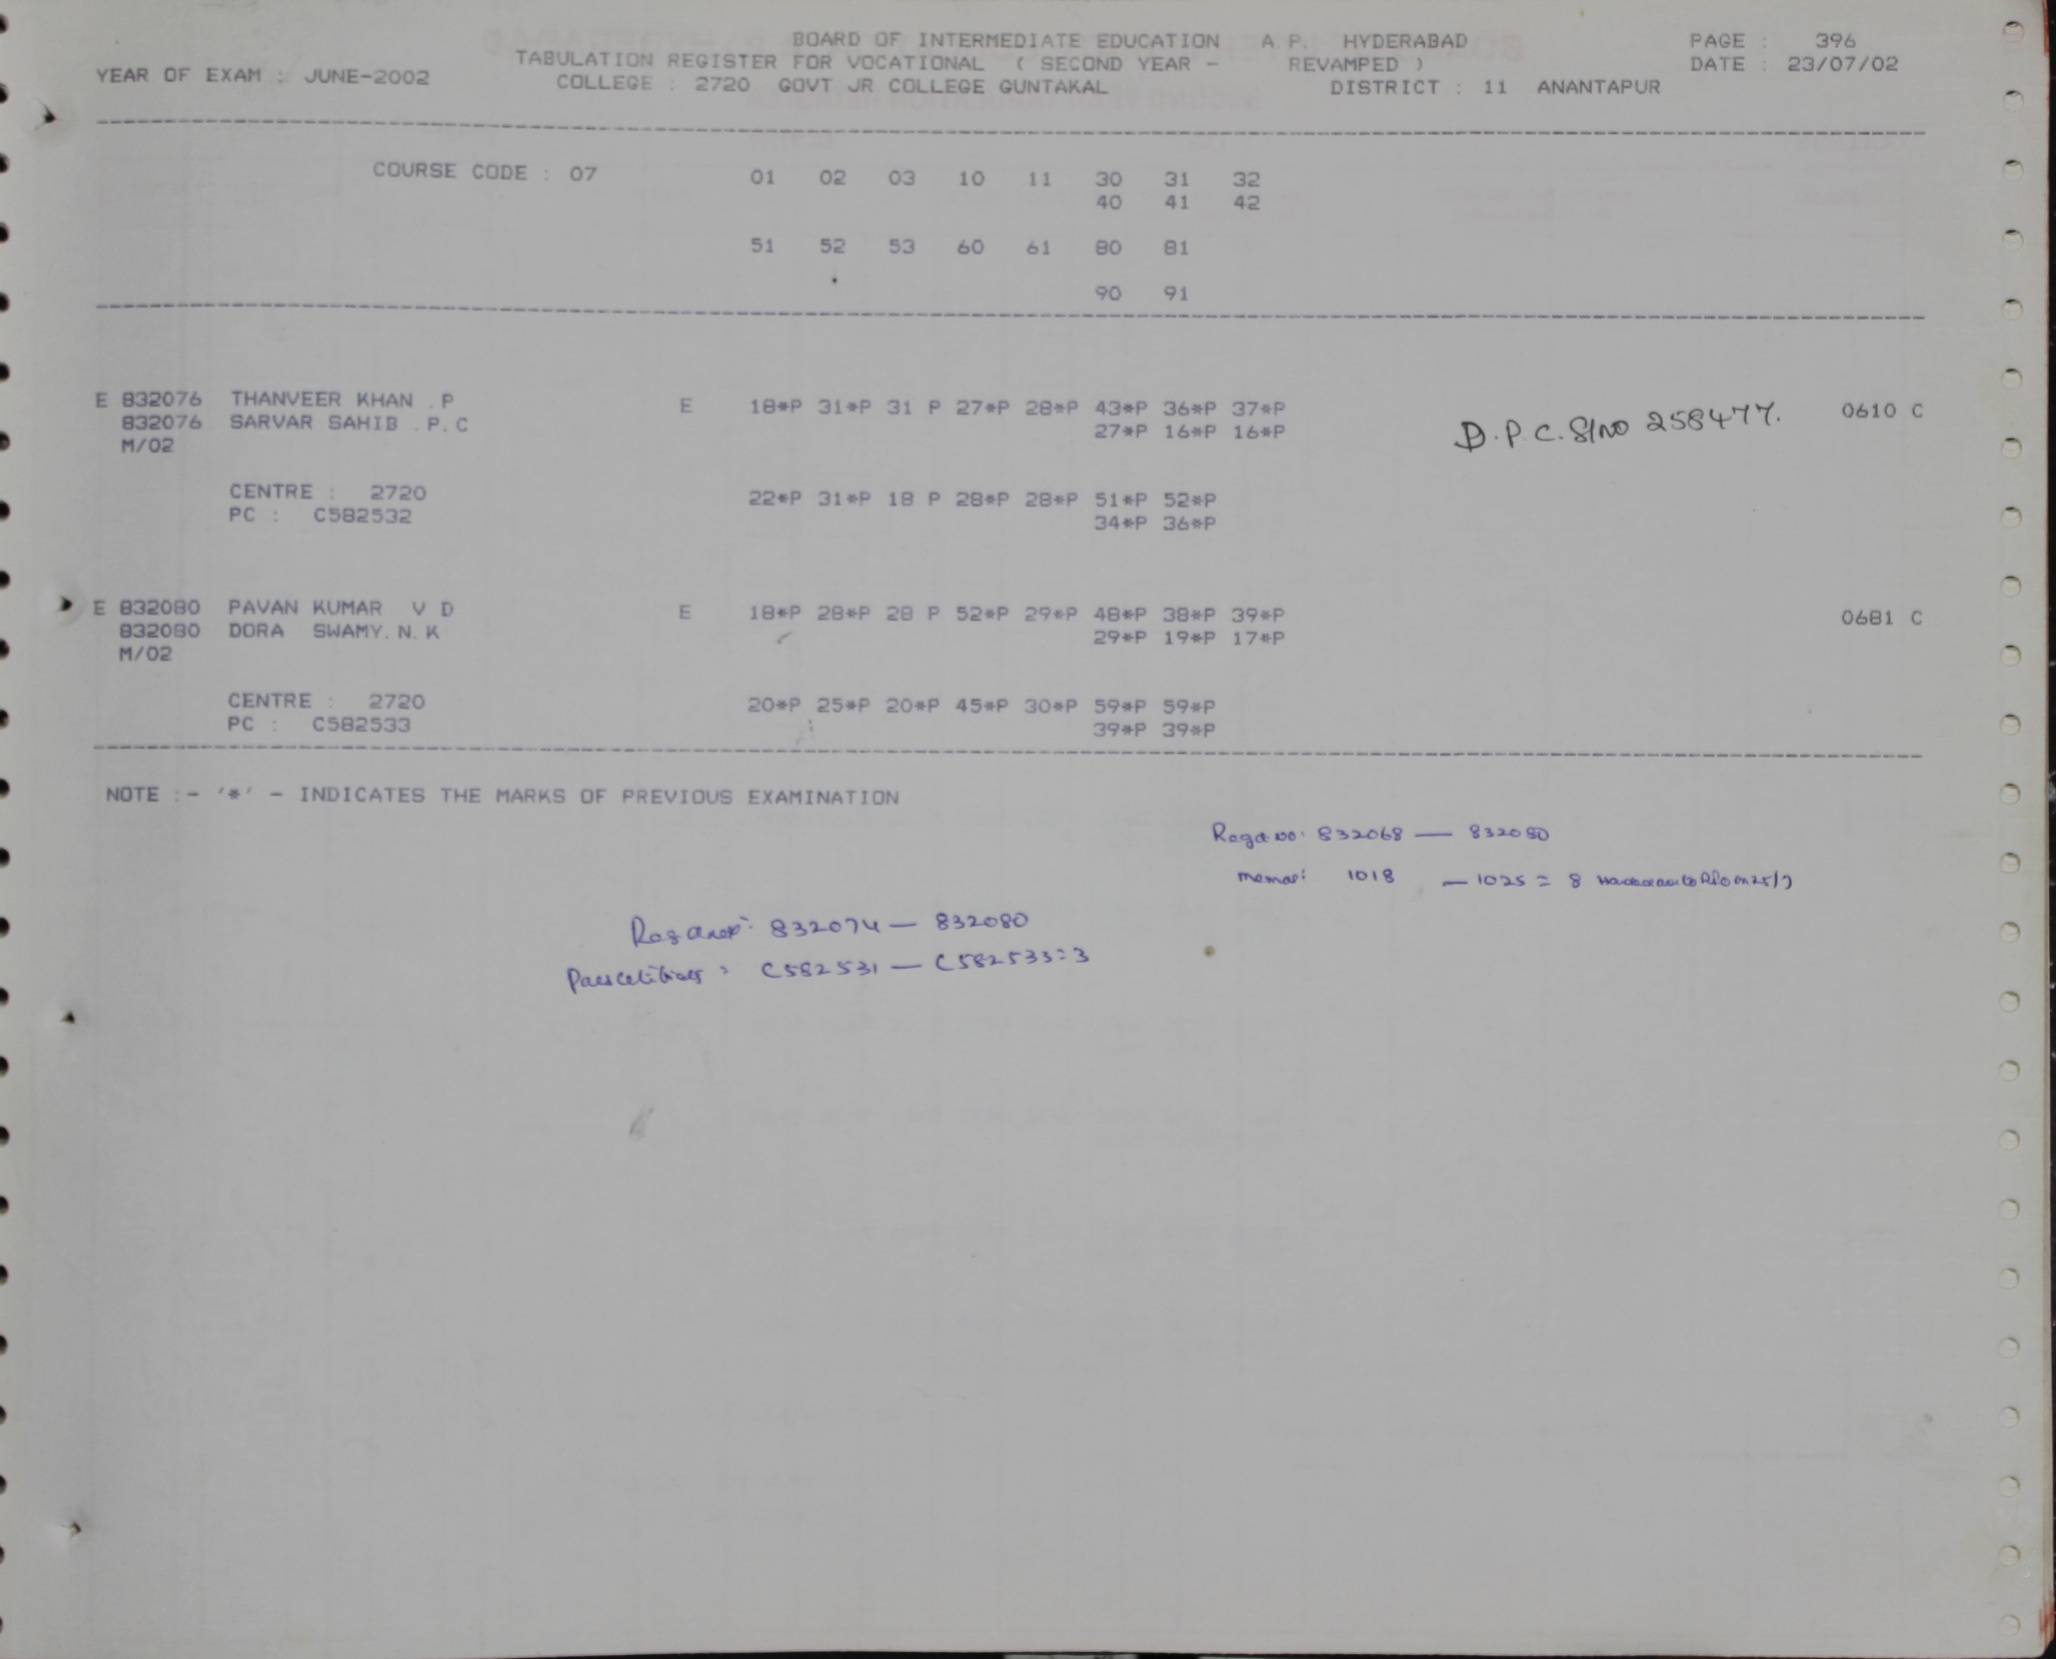 BOARD OF INTERMEDIATE EDUCATION A.P. HYDERABAD PAGE : 396
TABULATION REGISTER FOR VOCATIONAL ( SECOND YEAR - REVAMPED ) DATE : 23/07/02
YEAR OF EXAM : JUNE-2002 COLLEGE : 2720 GOVT JR COLLEGE GUNTAKAL DISTRICT : 11 ANANTAPUR
COURSE CODE : 07 01 02 03 10 11 30 31 32
40 41 42
51 52 53 60 61 80 81
90 91
E 832076 THANVEER KHAN .P E 18*P 31*P 31 P 27*P 28*P 43*P 36*P 37*P 0610 C
832076 SARVAR SAHIB .P.C 27*P 16*P 16*P D.P.C. Sl no 258477.
M/02
CENTRE : 2720 22*P 31*P 18 P 28*P 28*P 51*P 52*P
PC : C582532 34*P 36*P
E 832080 PAVAN KUMAR V D E 18*P 28*P 28 P 52*P 29*P 48*P 38*P 39*P 0681 C
832080 DORA SWAMY.N.K 29*P 19*P 17*P
M/02
CENTRE : 2720 20*P 25*P 20*P 45*P 30*P 59*P 59*P
PC : C582533 39*P 39*P
NOTE :- '*' - INDICATES THE MARKS OF PREVIOUS EXAMINATION
832068 — 832080
memos: 1018 — 1025 = 8
832074 — 832080
C582531 — C582533=3